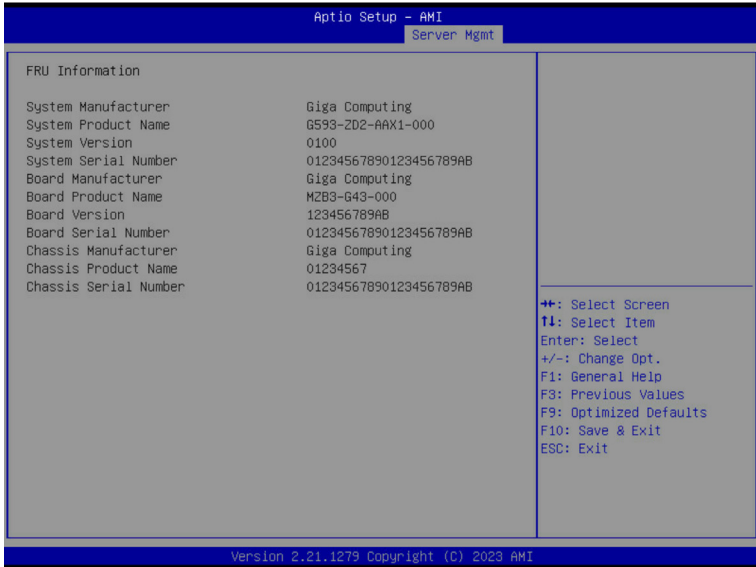 Aptio Setup – AMI
Server Mgmt
FRU Information
System Manufacturer Giga Computing
System Product Name G593-ZD2-AAX1-000
System Version 0100
System Serial Number 01234567890123456789AB
Board Manufacturer Giga Computing
Board Product Name MZB3-G43-000
Board Version 123456789AB
Board Serial Number 01234567890123456789AB
Chassis Manufacturer Giga Computing
Chassis Product Name 01234567
Chassis Serial Number 01234567890123456789AB
→←: Select Screen
↑↓: Select Item
Enter: Select
+/-: Change Opt.
F1: General Help
F3: Previous Values
F9: Optimized Defaults
F10: Save & Exit
ESC: Exit
Version 2.21.1279 Copyright (C) 2023 AMI